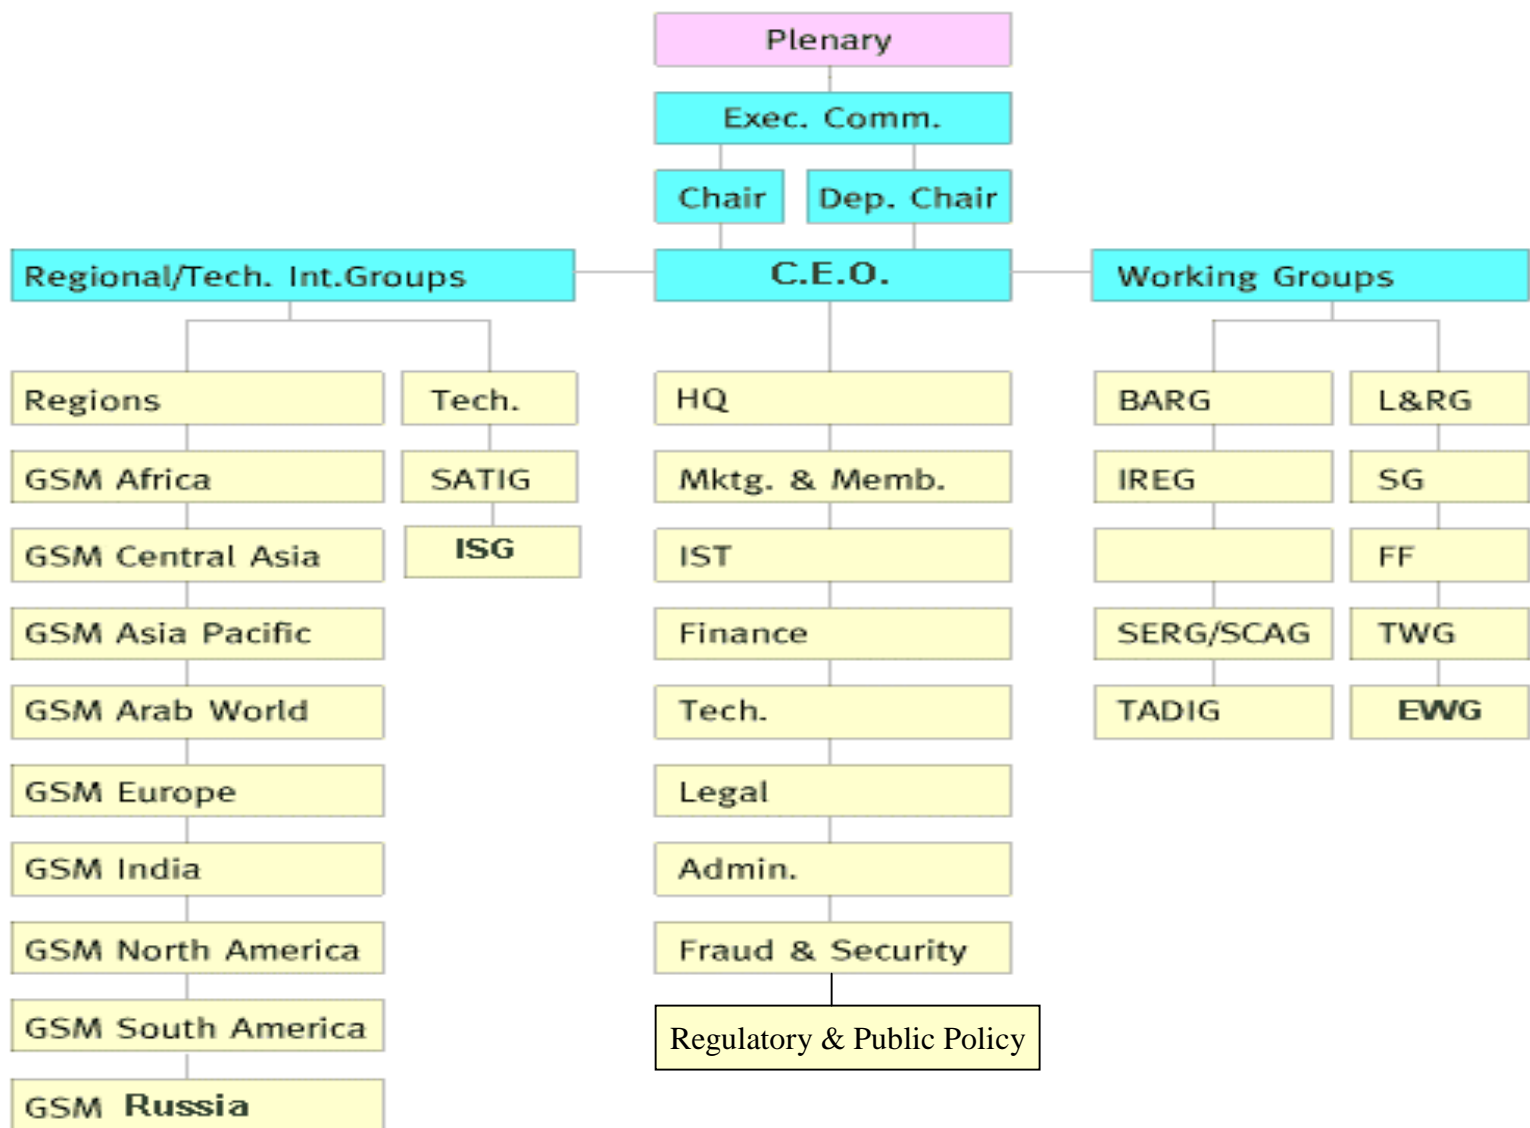 Plenary
Exec. Comm.
Chair
Dep. Chair
Regional/Tech. Int.Groups
C.E.O.
Working Groups
Regions
GSM Africa
GSM Central Asia
GSM Asia Pacific
GSM Arab World
GSM Europe
GSM India
GSM North America
GSM South America
GSM Russia
Tech.
SATIG
ISG
HQ
Mktg. & Memb.
IST
Finance
Tech.
Legal
Admin.
Fraud & Security
Regulatory & Public Policy
BARG
IREG
SERG/SCAG
TADIG
L&RG
SG
FF
TWG
EWG